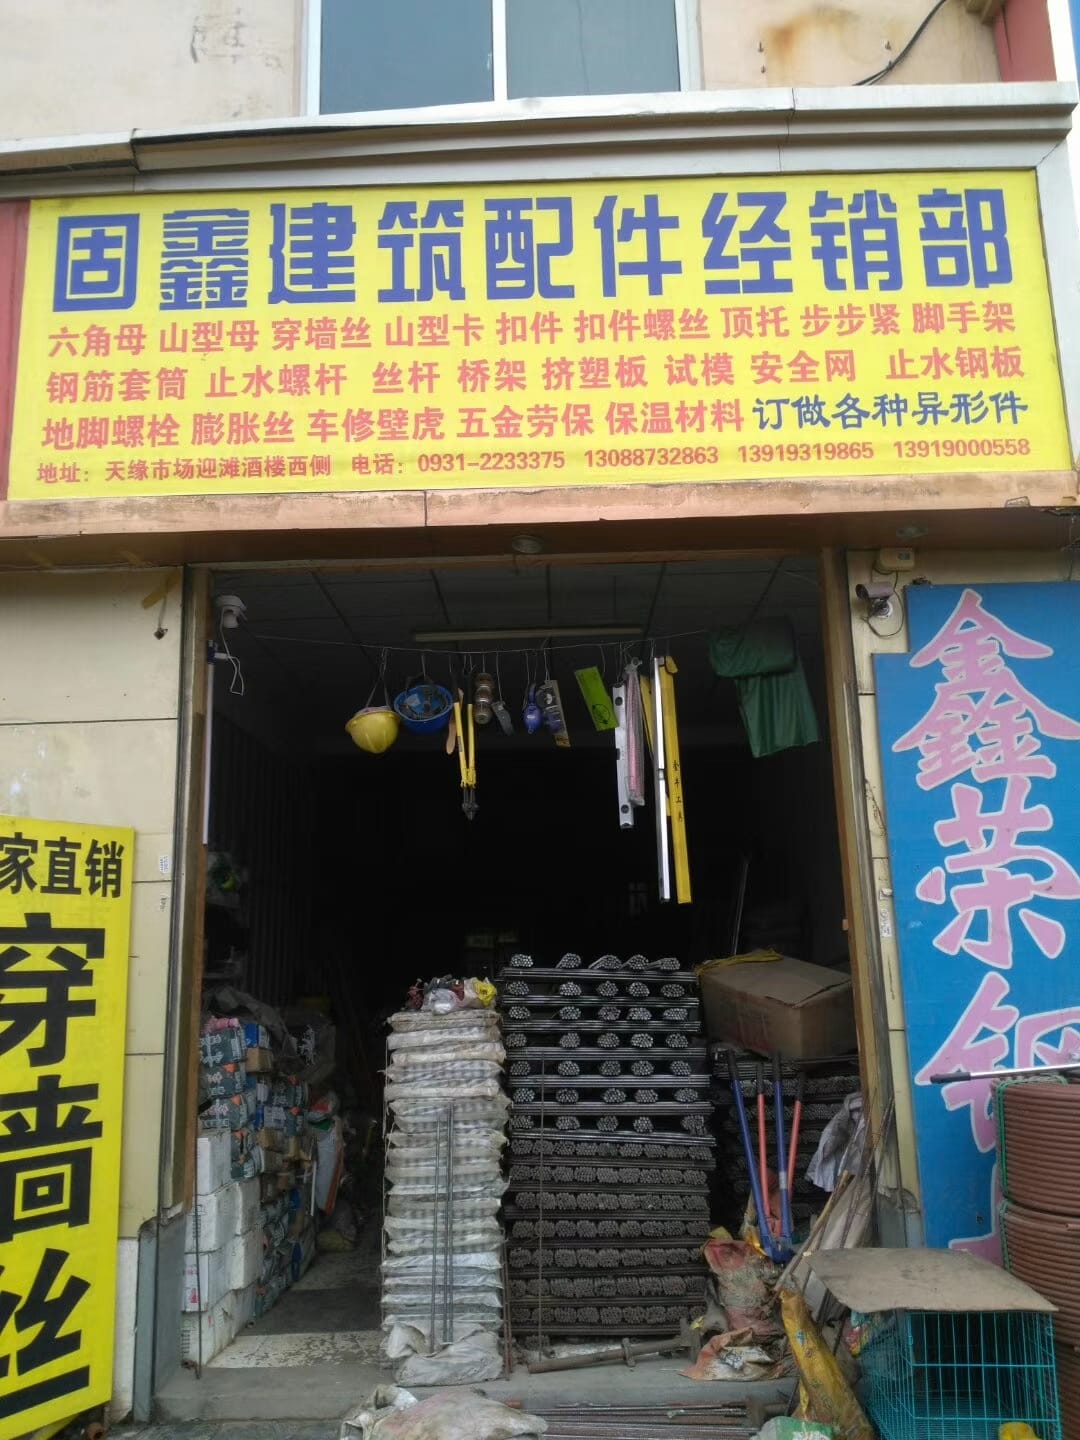 固鑫建筑配件经销部
六角母 山型母 穿墙丝 山型卡 扣件 扣件螺丝 顶托 步步紧 脚手架
钢筋套筒 止水螺杆 丝杆 桥架 挤塑板 试模 安全网 止水钢板
地脚螺栓 膨胀丝 车修壁虎 五金劳保 保温材料 订做各种异形件
地址：天缘市场迎滩酒楼西侧 电话：0931-2233375 13088732863 13919319865 13919000558
家直销
穿墙丝
鑫荣钢